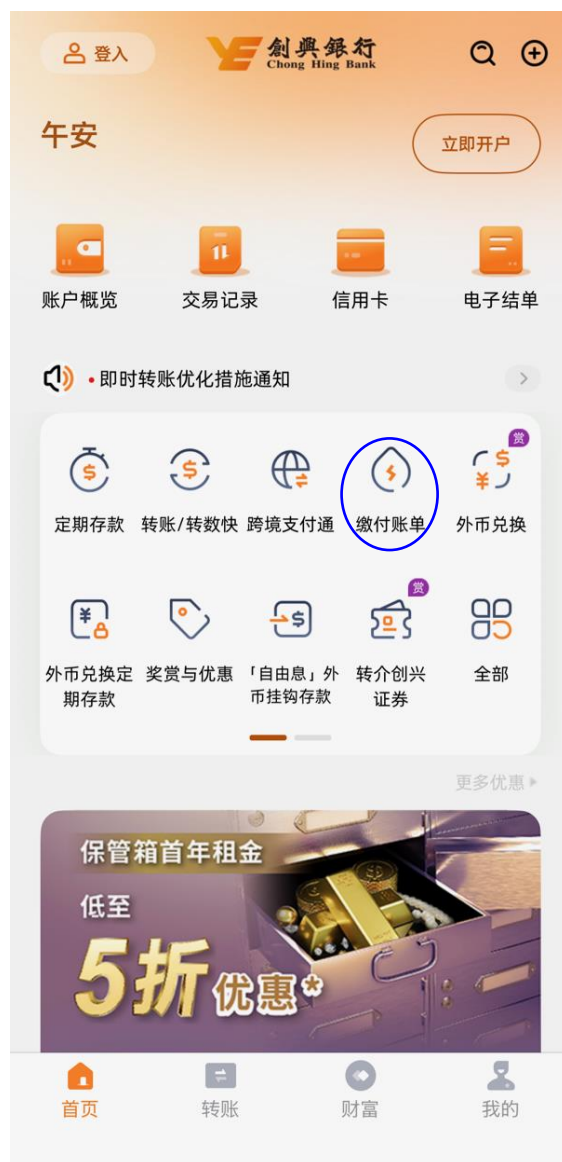 登入
創興銀行
Chong Hing Bank
午安
立即开户
账户概览
交易记录
信用卡
电子结单
即时转账优化措施通知
赏
定期存款
转账/转数快
跨境支付通
缴付账单
外币兑换
赏
外币兑换定
期存款
奖赏与优惠
「自由息」外
币挂钩存款
转介创兴
证券
全部
更多优惠
保管箱首年租金
低至
5折优惠*
首页
转账
财富
我的